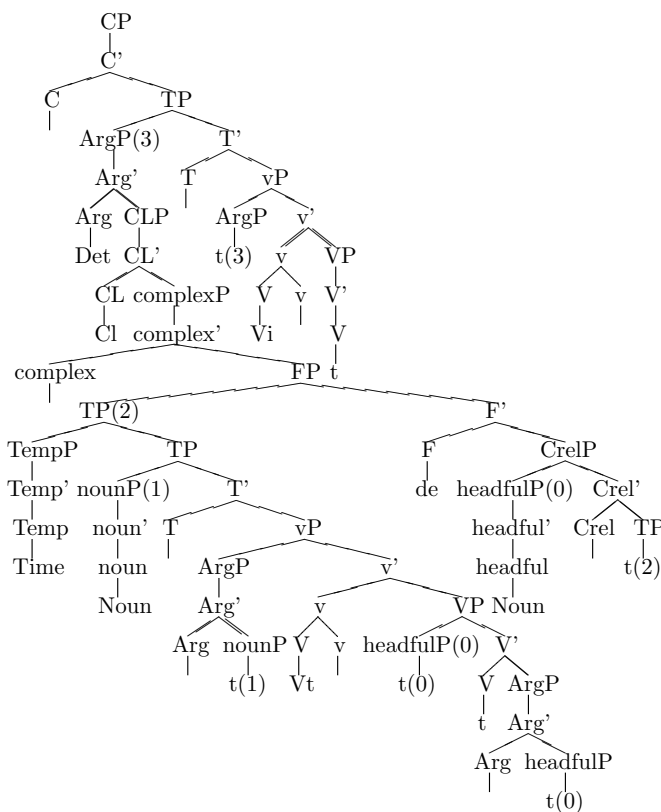 CP
C'
C TP
ArgP(3) T'
Arg' T vP
Arg CLP ArgP v'
Det CL' t(3) v VP
CL complexP V v V'
Cl complex' Vi V
complex FP t
TP(2) F'
TempP TP F CrelP
Temp' nounP(1) T' de headfulP(0) Crel'
Temp noun' T vP headful' Crel TP
Time noun ArgP v' headful t(2)
Noun Arg' v VP Noun
Arg nounP V v headfulP(0) V'
t(1) Vt t(0) V ArgP
t Arg'
Arg headfulP
t(0)